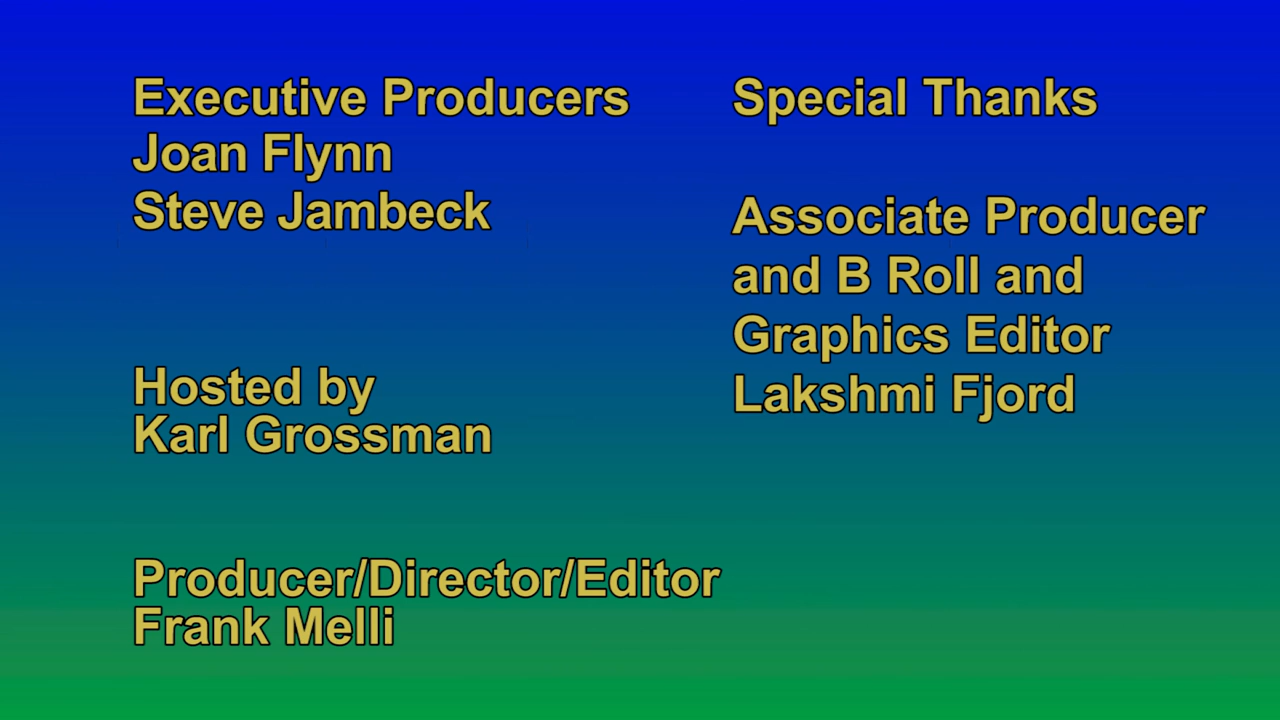 Executive Producers
Joan Flynn
Steve Jambeck
Hosted by
Karl Grossman
Producer/Director/Editor
Frank Melli
Special Thanks
Associate Producer
and B Roll and
Graphics Editor
Lakshmi Fjord